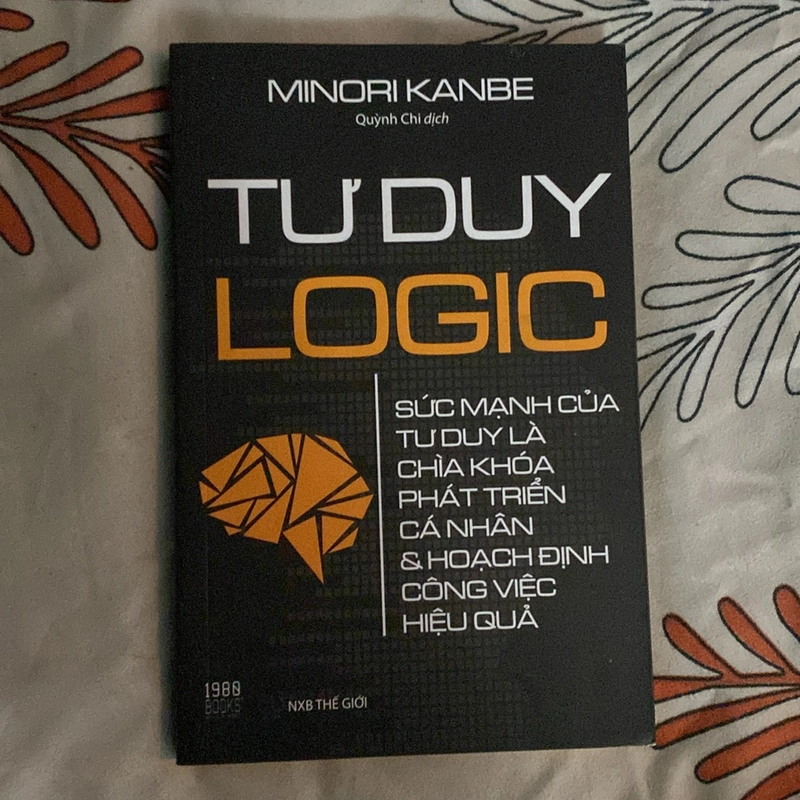 MINORI KANBE
Quỳnh Chi dịch
TƯ DUY
LOGIC
SỨC MẠNH CỦA
TƯ DUY LÀ
CHÌA KHÓA
PHÁT TRIỂN
CÁ NHÂN
& HOẠCH ĐỊNH
CÔNG VIỆC
HIỆU QUẢ
1980
BOOKS
NXB THẾ GIỚI